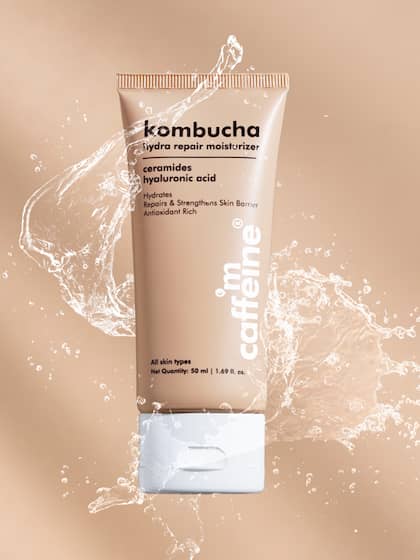 kombucha
hydra repair moisturizer
ceramides
hyaluronic acid
Hydrates
Repairs & Strengthens Skin Barrier
Antioxidant Rich
m
caffeine
All skin types
Net Quantity: 50 ml | 1.69 fl. oz.